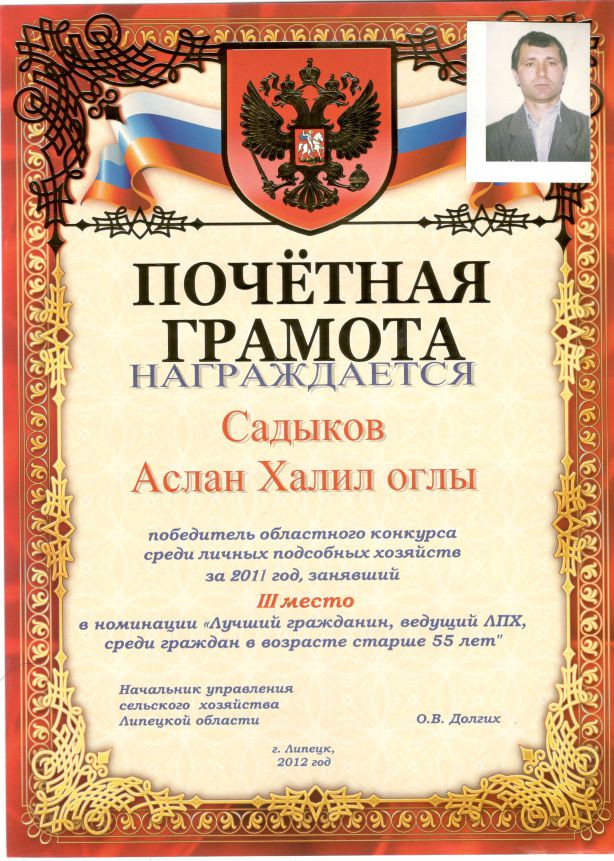 ПОЧЁТНАЯ
ГРАМОТА
НАГРАЖДАЕТСЯ
Садыков
Аслан Халил оглы
победитель областного конкурса
среди личных подсобных хозяйств
за 2011 год, занявший
III место
в номинации «Лучший гражданин, ведущий ЛПХ,
среди граждан в возрасте старше 55 лет"
Начальник управления
сельского хозяйства
Липецкой области
О.В. Долгих
г. Липецк,
2012 год